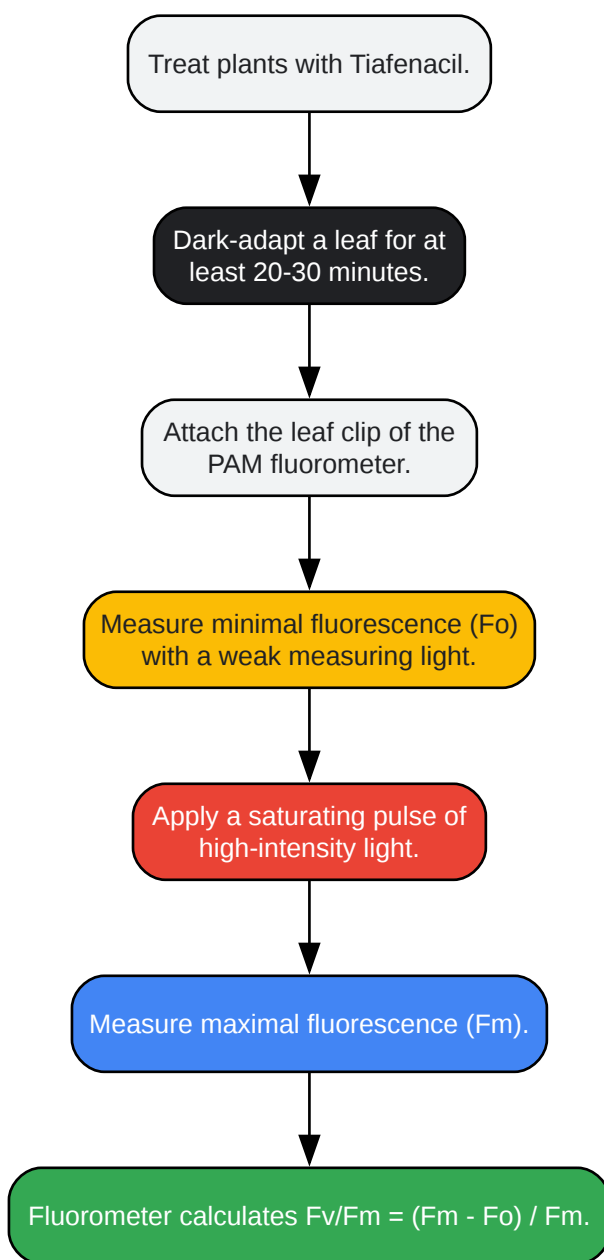 Treat plants with Tiafenacil.
Dark-adapt a leaf for at
least 20-30 minutes.
Attach the leaf clip of the
PAM fluorometer.
Measure minimal fluorescence (Fo)
with a weak measuring light.
Apply a saturating pulse of
high-intensity light.
Measure maximal fluorescence (Fm).
Fluorometer calculates Fv/Fm = (Fm - Fo) / Fm.